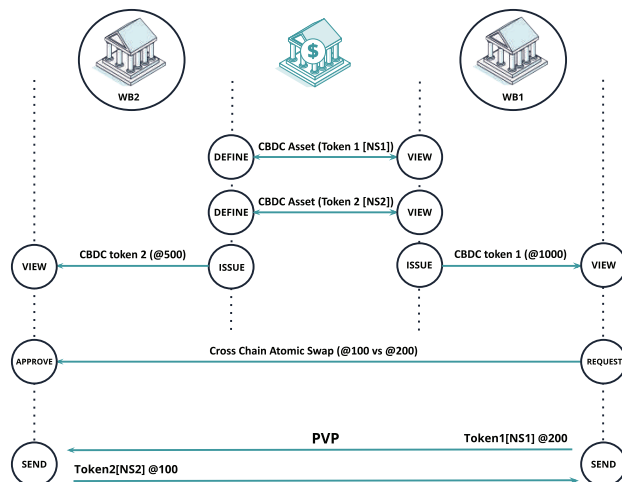 $
WB2
WB1
CBDC Asset (Token 1 [NS1])
DEFINE
VIEW
CBDC Asset (Token 2 [NS2])
DEFINE
VIEW
CBDC token 2 (@500)
CBDC token 1 (@1000)
VIEW
ISSUE
ISSUE
VIEW
Cross Chain Atomic Swap (@100 vs @200)
APPROVE
REQUEST
PVP
Token1[NS1] @200
SEND
SEND
Token2[NS2] @100